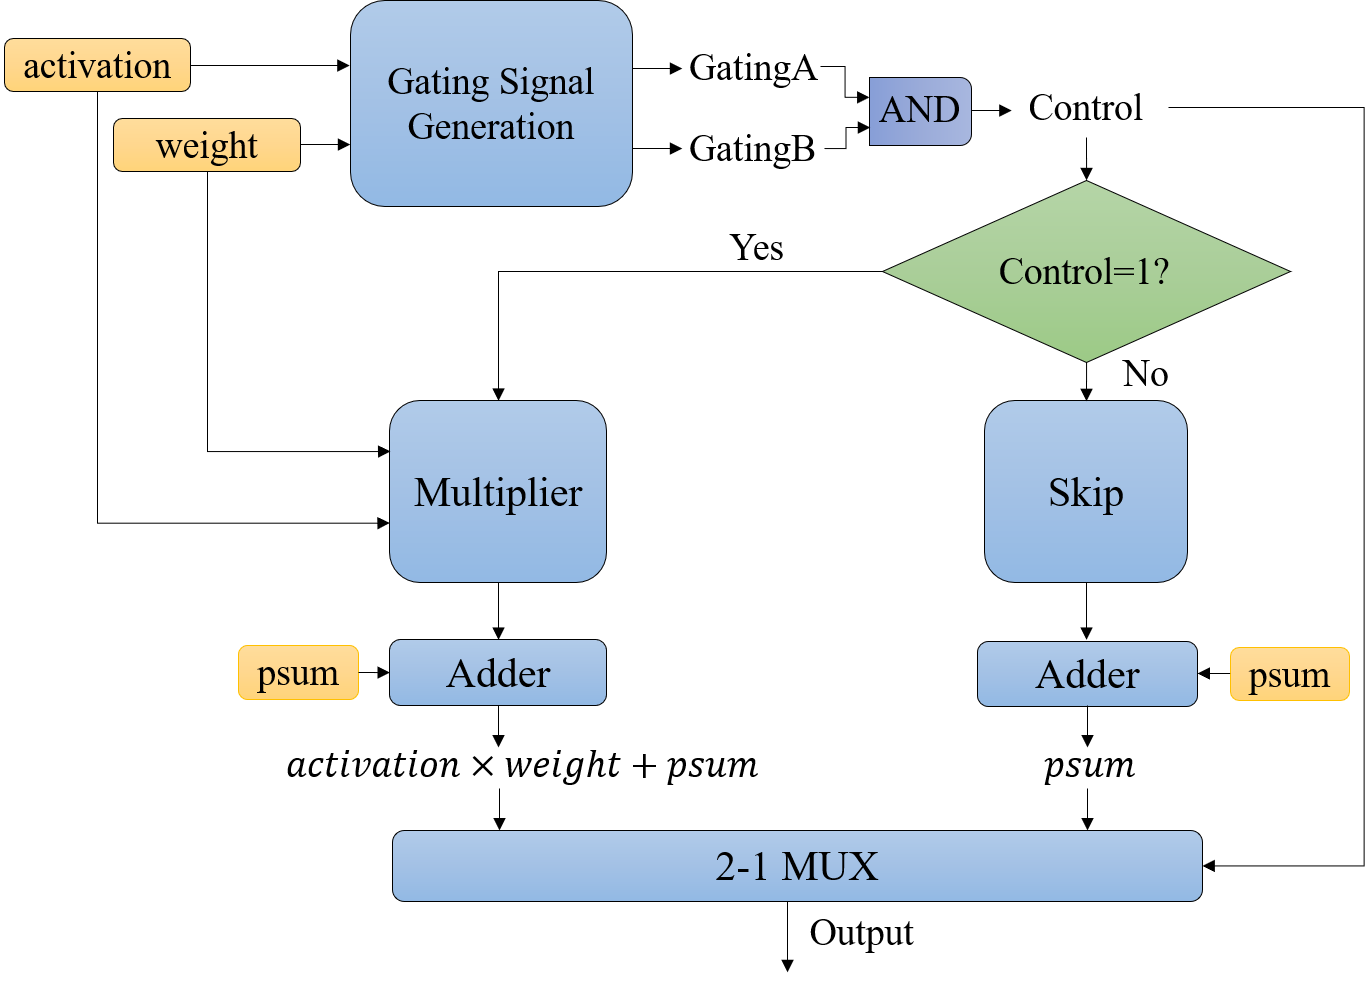 activation
weight
Gating Signal
Generation
GatingA
GatingB
AND
Control
Control=1?
Yes
No
Multiplier
Skip
psum
Adder
Adder
psum
activation × weight + psum
psum
2-1 MUX
Output